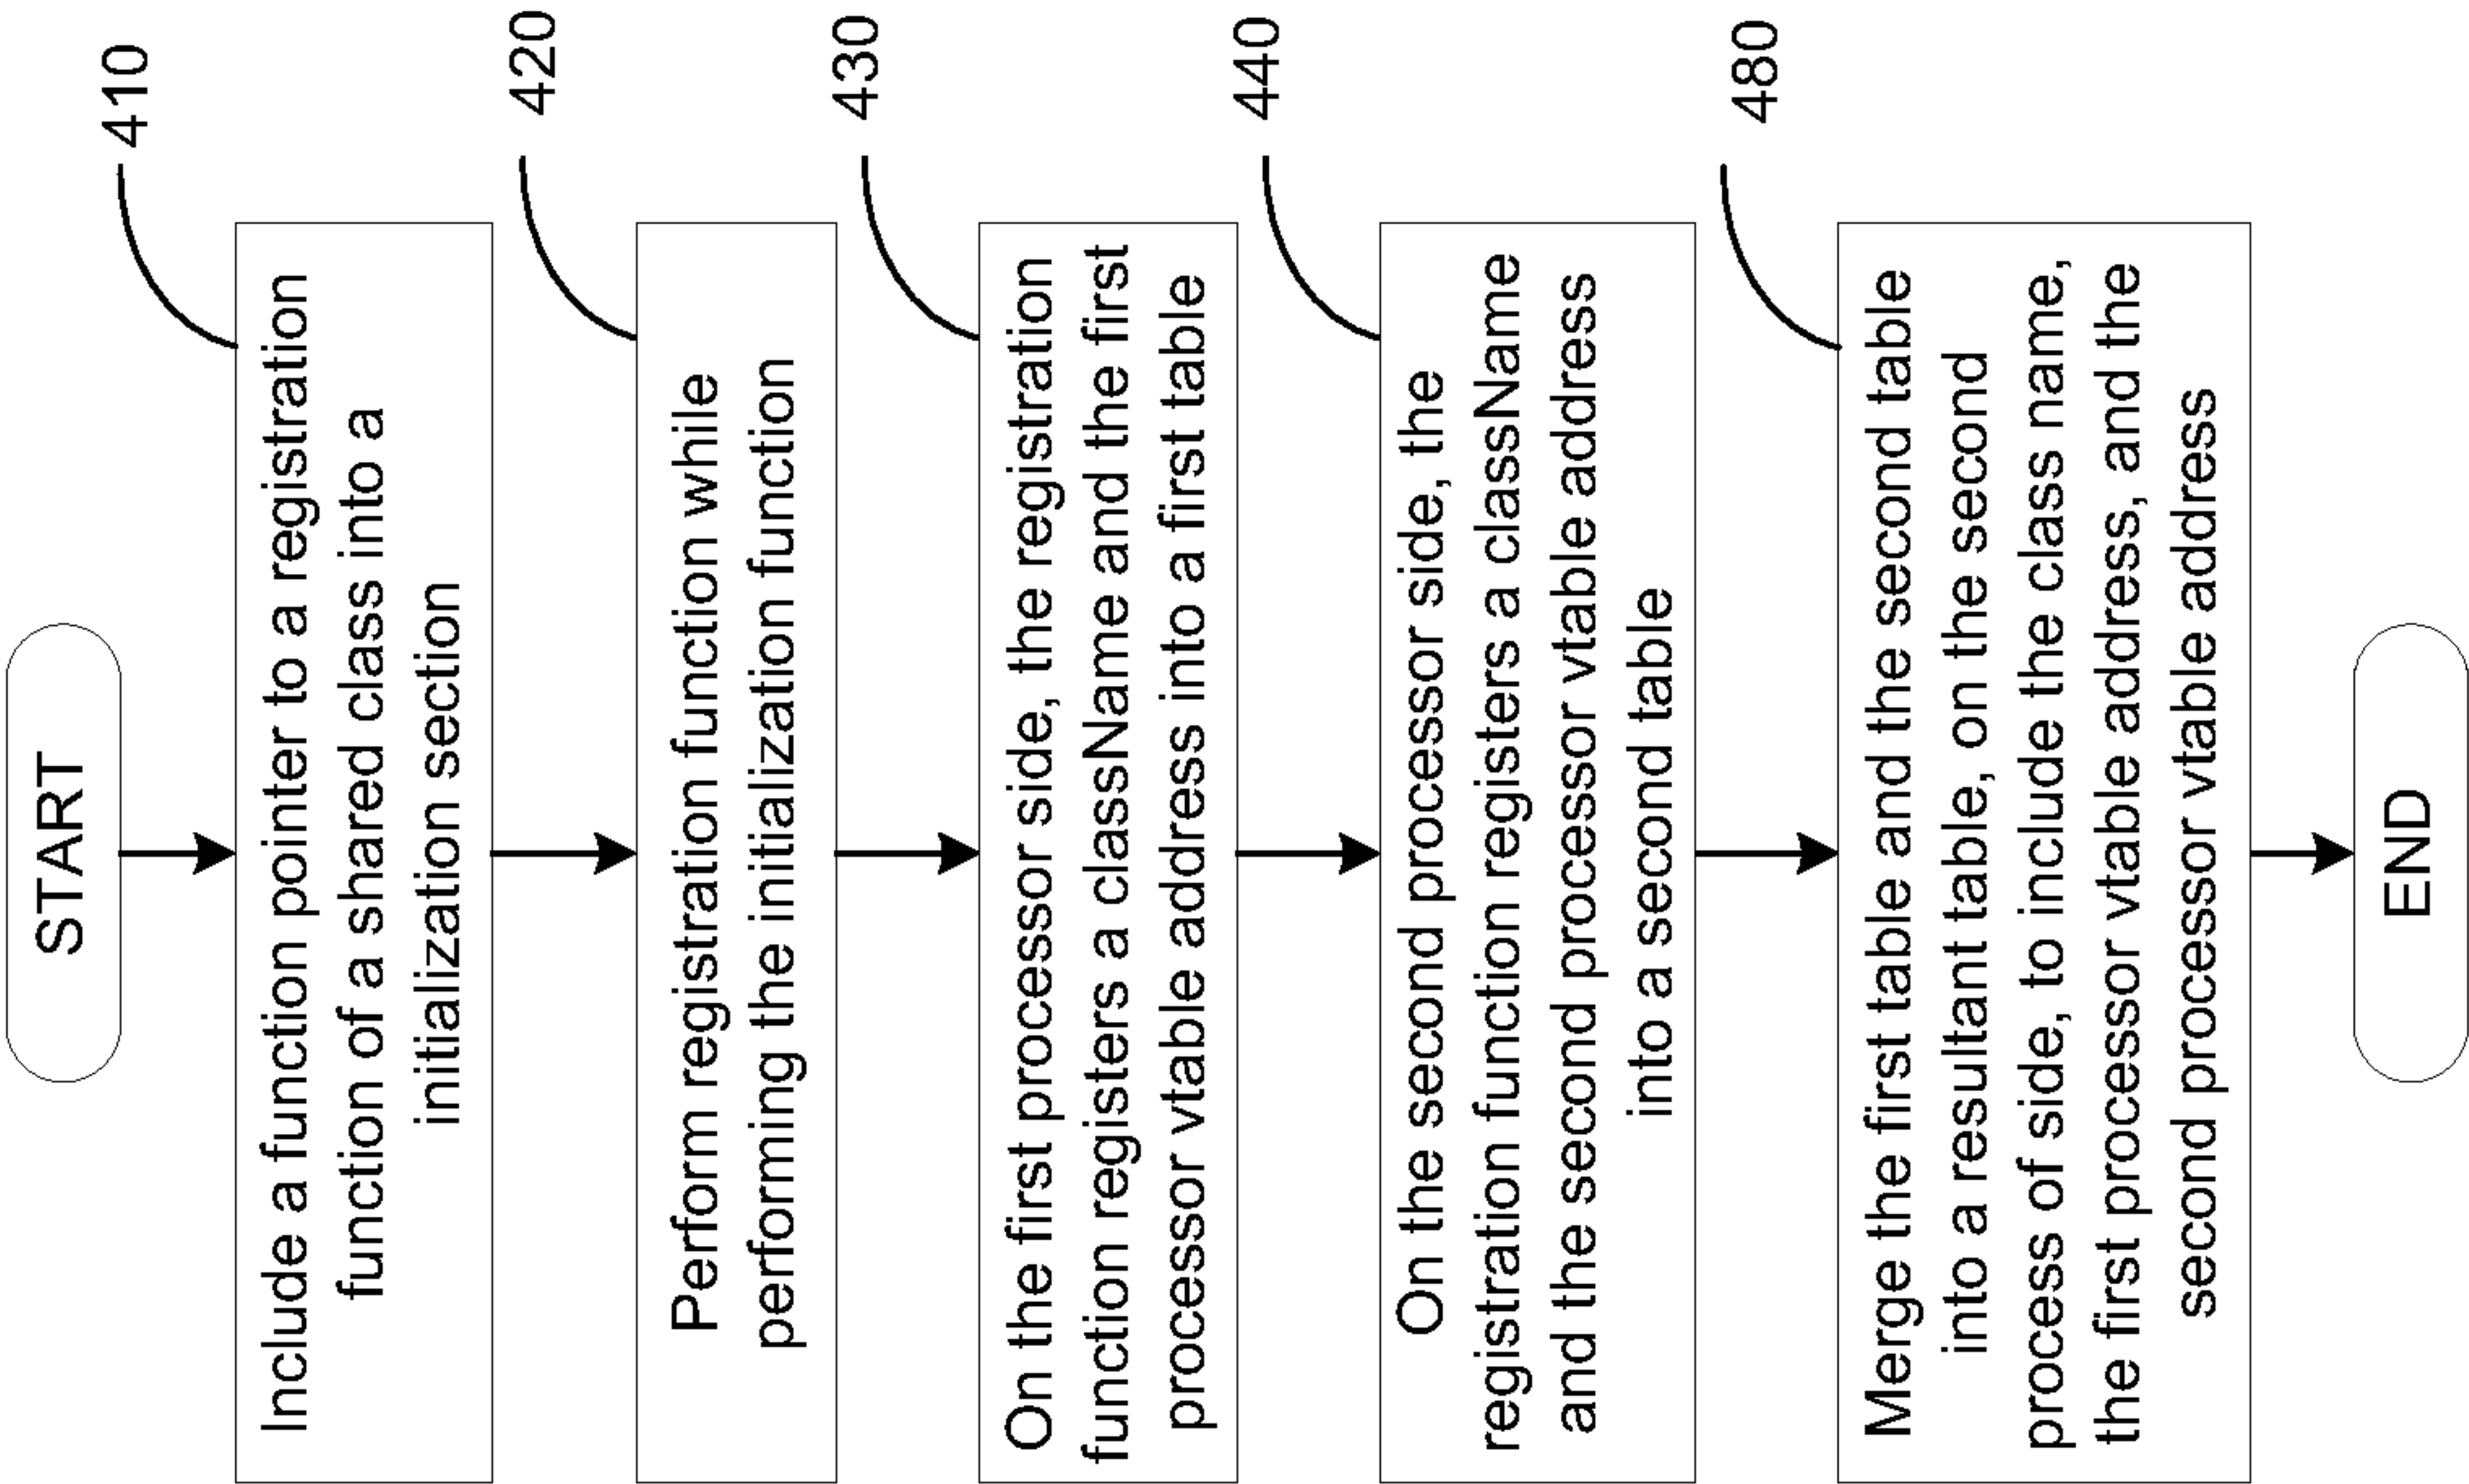 START
410
Include a function pointer to a registration
function of a shared class into a
initialization section
420
Perform registration function while
performing the initialization function
430
On the first processor side, the registration
function registers a className and the first
processor vtable address into a first table
440
On the second processor side, the
registration function registers a className
and the second processor vtable address
into a second table
480
Merge the first table and the second table
into a resultant table, on the second
process of side, to include the class name,
the first processor vtable address, and the
second processor vtable address
END